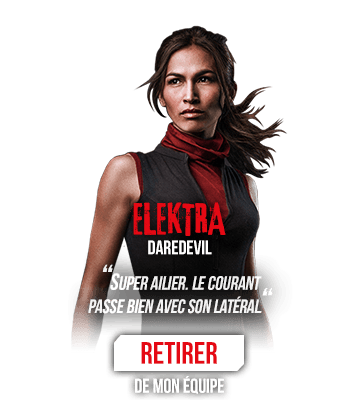 ELEKTRA
DAREDEVIL
“SUPER AILIER. LE COURANT
PASSE BIEN AVEC SON LATÉRAL“
RETIRER
DE MON ÉQUIPE